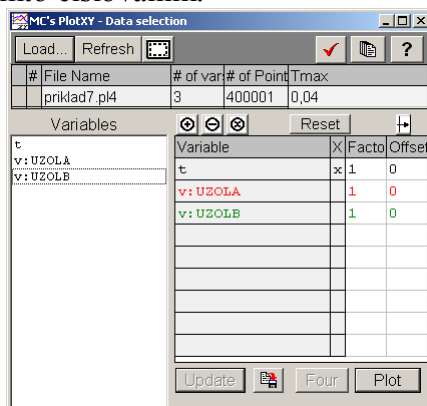 MC's PlotXY - Data selection
Load... Refresh ?
# File Name # of var: # of Point Tmax
priklad7.pl4 3 400001 0,04
Variables Reset
t
v:UZOLA
v:UZOLB
Variable X Facto Offset
t x 1 0
v:UZOLA 1 0
v:UZOLB 1 0
Update Four Plot